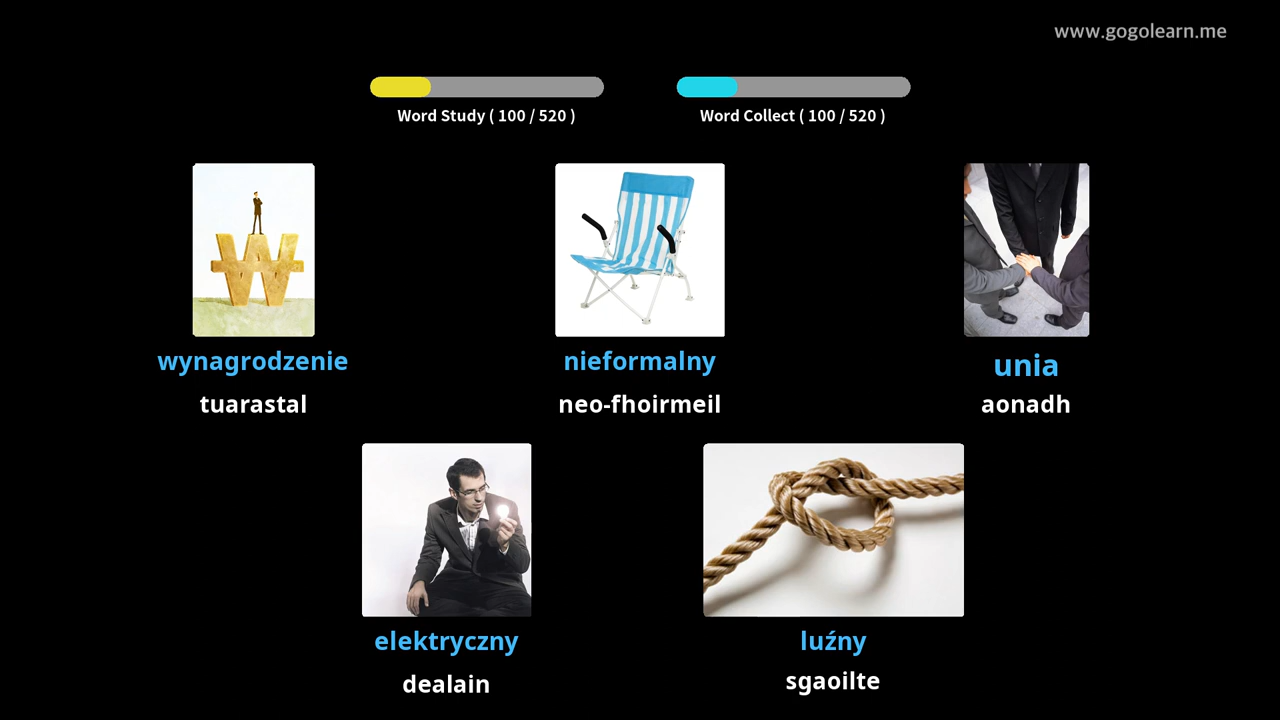 www.gogolearn.me
Word Study ( 100 / 520 )
Word Collect ( 100 / 520 )
wynagrodzenie
nieformalny
unia
tuarastal
neo-fhoirmeil
aonadh
elektryczny
luźny
dealain
sgaoilte